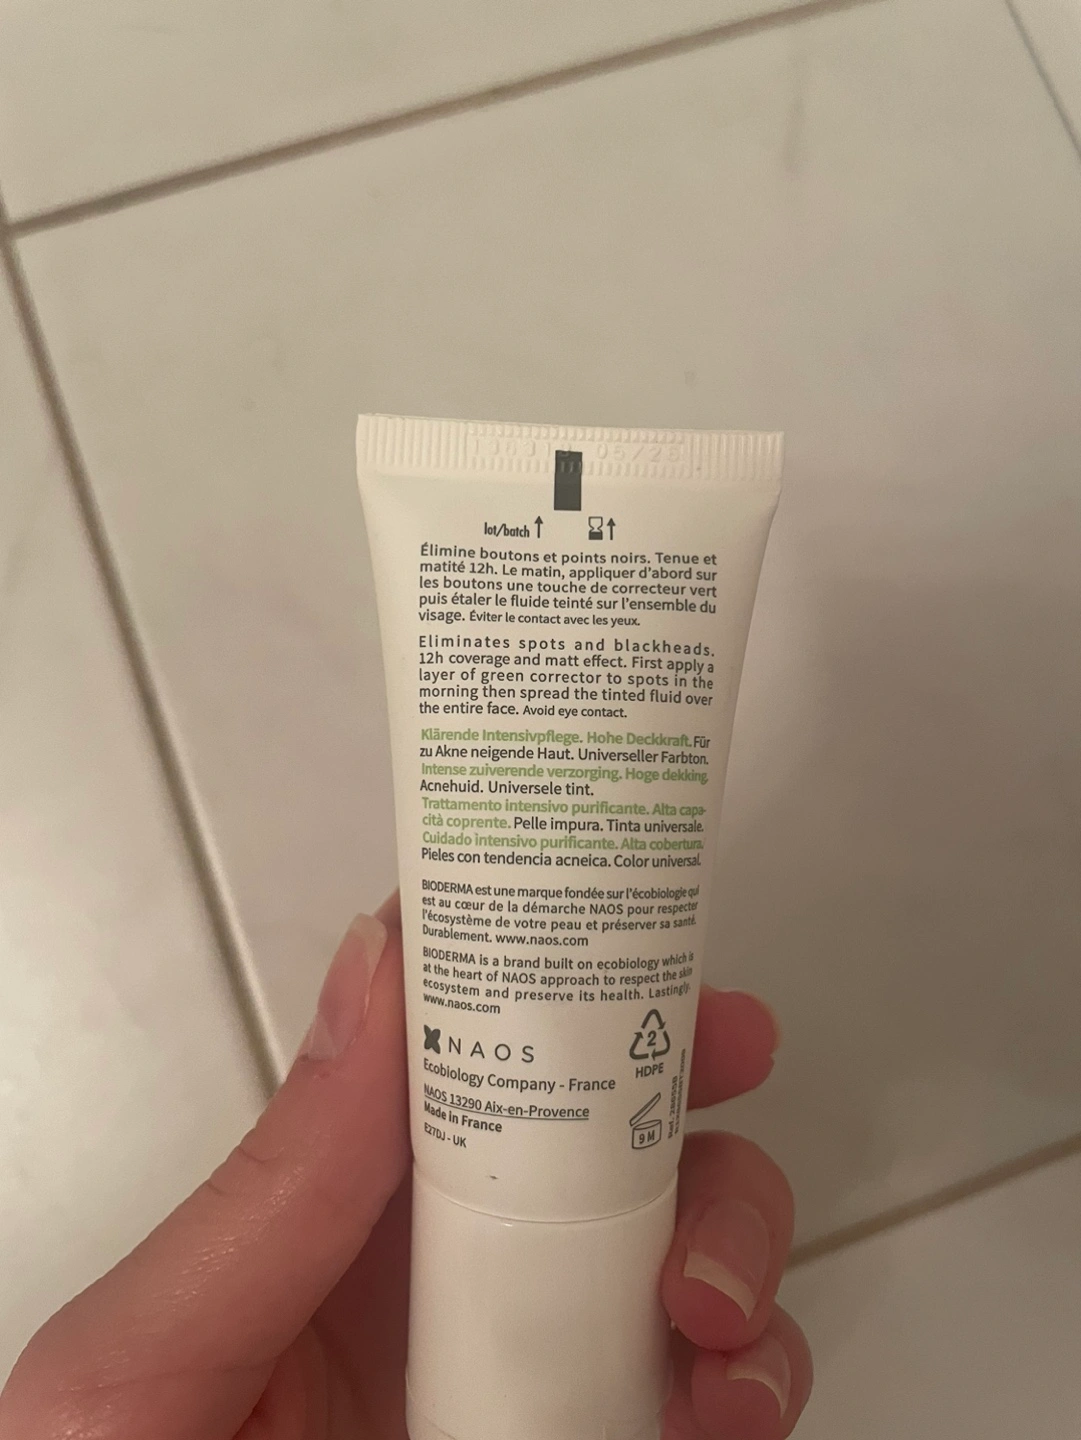 05/25
lot/batch
Élimine boutons et points noirs. Tenue et
matité 12h. Le matin, appliquer d'abord sur
les boutons une touche de correcteur vert
puis étaler le fluide teinté sur l'ensemble du
visage. Éviter le contact avec les yeux.
Eliminates spots and blackheads.
12h coverage and matt effect. First apply a
layer of green corrector to spots in the
morning then spread the tinted fluid over
the entire face. Avoid eye contact.
Klärende Intensivpflege. Hohe Deckkraft. Für
zu Akne neigende Haut. Universeller Farbton.
Intense zuiverende verzorging. Hoge dekking.
Acnehuid. Universele tint.
Trattamento intensivo purificante. Alta capa-
cità coprente. Pelle impura. Tinta universale.
Cuidado intensivo purificante. Alta cobertura.
Pieles con tendencia acneica. Color universal.
BIODERMA est une marque fondée sur l'écobiologie qui
est au cœur de la démarche NAOS pour respecter
l'écosystème de votre peau et préserver sa santé.
Durablement. www.naos.com
BIODERMA is a brand built on ecobiology which is
at the heart of NAOS approach to respect the skin
ecosystem and preserve its health. Lastingly.
www.naos.com
NAOS
Ecobiology Company - France
NAOS 13290 Aix-en-Provence
Made in France
E27DJ - UK
2
HDPE
9 M